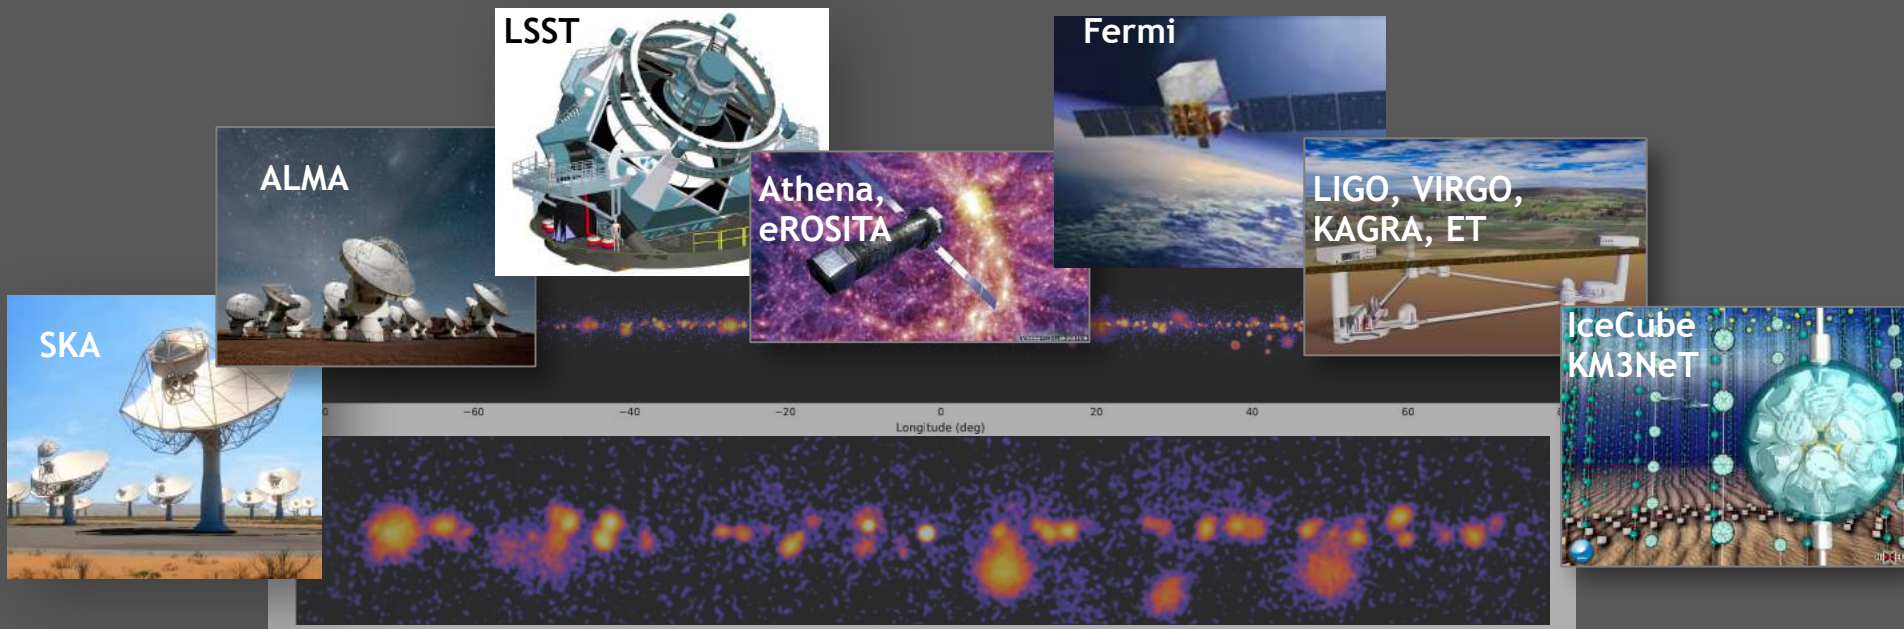 LSST
Fermi
ALMA
Athena,
eROSITA
LIGO, VIRGO,
KAGRA, ET
SKA
IceCube
KM3NeT
−60
−40
−20
0
20
40
60
Longitude (deg)